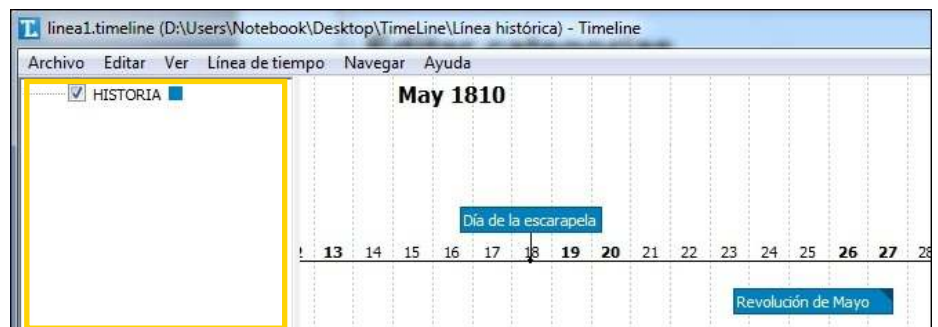 linea1.timeline (D:\Users\Notebook\Desktop\TimeLine\Línea histórica) - Timeline
Archivo Editar Ver Línea de tiempo Navegar Ayuda
HISTORIA
May 1810
Día de la escarapela
13 14 15 16 17 18 19 20 21 22 23 24 25 26 27 28
Revolución de Mayo